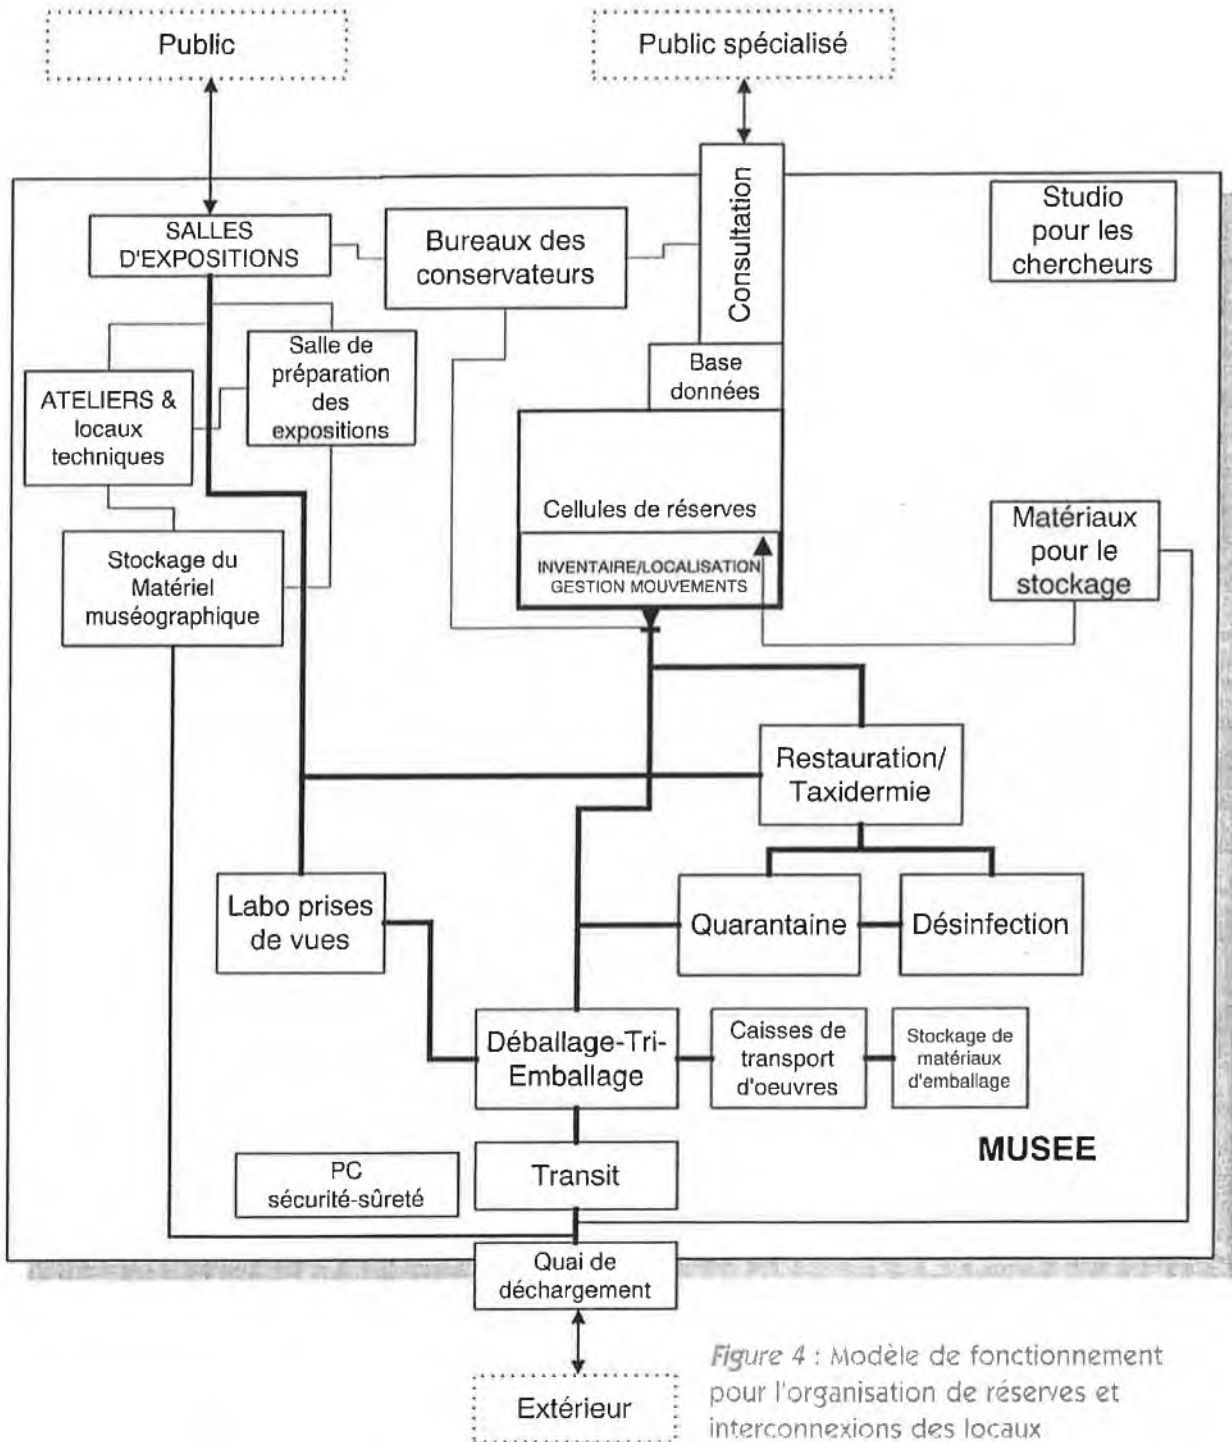 Public
Public spécialisé
SALLES
D'EXPOSITIONS
Bureaux des
conservateurs
Consultation
Studio
pour les
chercheurs
Salle de
préparation
des
expositions
Base
données
ATELIERS &
locaux
techniques
Cellules de réserves
INVENTAIRE/LOCALISATION
GESTION MOUVEMENTS
Matériaux
pour le
stockage
Stockage du
Matériel
muséographique
Restauration/
Taxidermie
Labo prises
de vues
Quarantaine
Désinfection
Déballage-Tri-
Emballage
Caisses de
transport
d'oeuvres
Stockage de
matériaux
d'emballage
MUSEE
PC
sécurité-sûreté
Transit
Quai de
déchargement
Extérieur
Figure 4 : Modèle de fonctionnement
pour l'organisation de réserves et
interconnexions des locaux